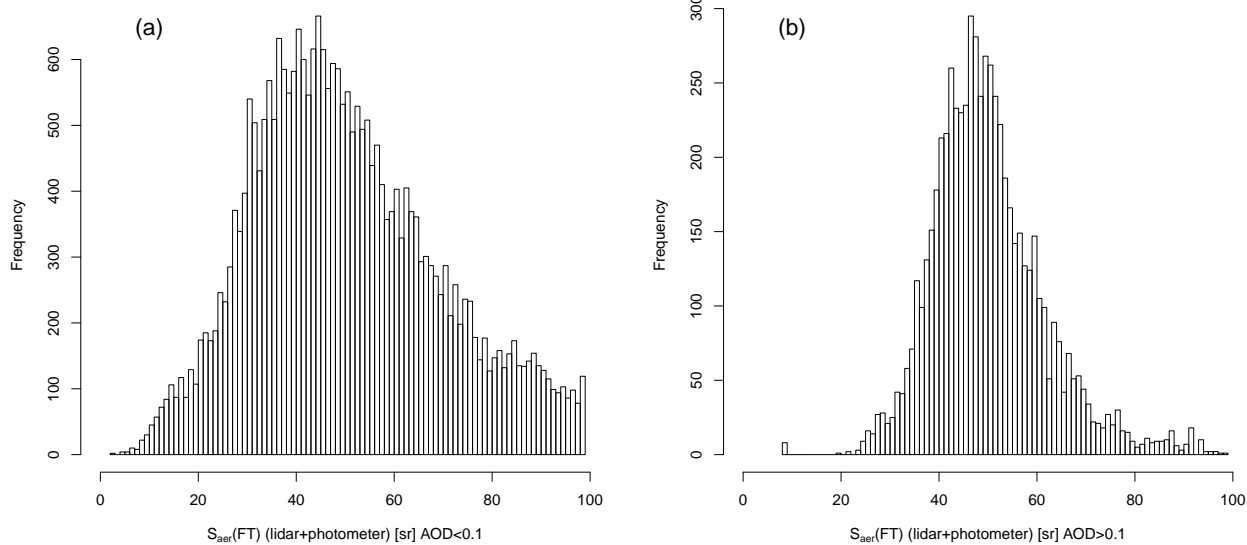 (a)
Frequency
0 100 200 300 400 500 600
0 20 40 60 80 100
Saer(FT) (lidar+photometer) [sr] AOD<0.1
(b)
Frequency
0 50 100 150 200 250 300
0 20 40 60 80 100
Saer(FT) (lidar+photometer) [sr] AOD>0.1